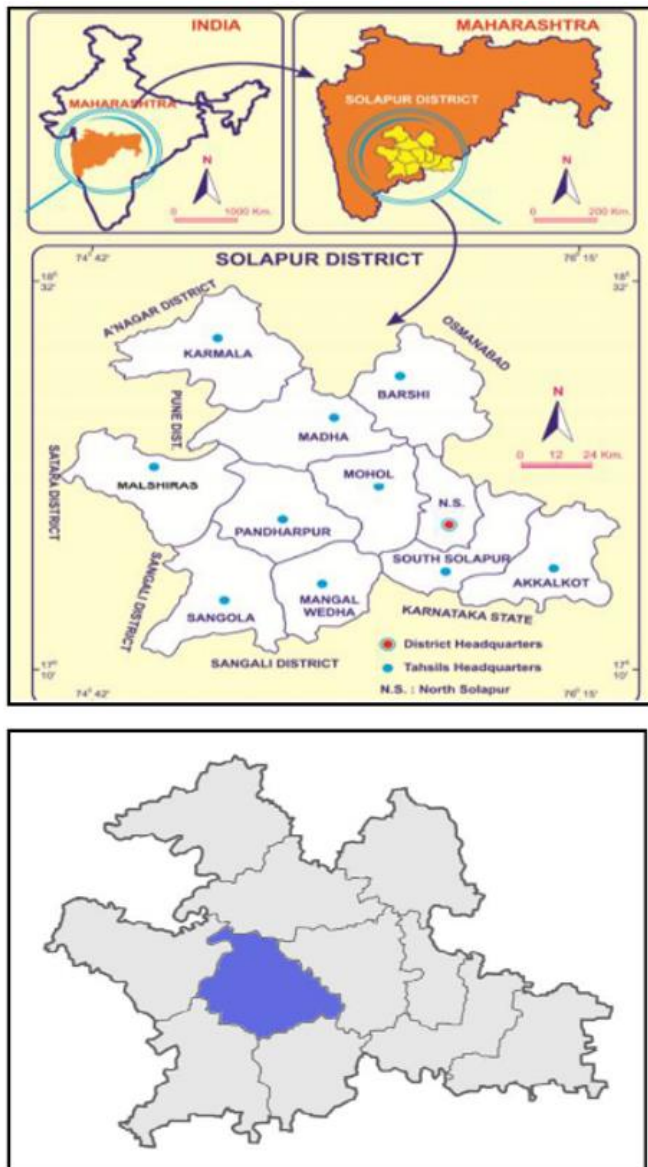 INDIA
MAHARASHTRA
N
0 1000 Km.
MAHARASHTRA
SOLAPUR DISTRICT
N
0 200 Km.
SOLAPUR DISTRICT
74° 42'
76° 15'
18°
32'
18°
32'
A'NAGAR DISTRICT
OSMANABAD
KARMALA
BARSHI
PUNE DIST.
MADHA
N
0 12 24 Km.
SATARA DISTRICT
MALSHIRAS
MOHOL
N.S.
PANDHARPUR
SOUTH SOLAPUR
AKKALKOT
SANGALI DISTRICT
SANGOLA
MANGAL
WEDHA
KARNATAKA STATE
SANGALI DISTRICT
District Headquarters
Tahsils Headquarters
N.S. : North Solapur
17°
10'
17°
10'
74° 42'
76° 15'